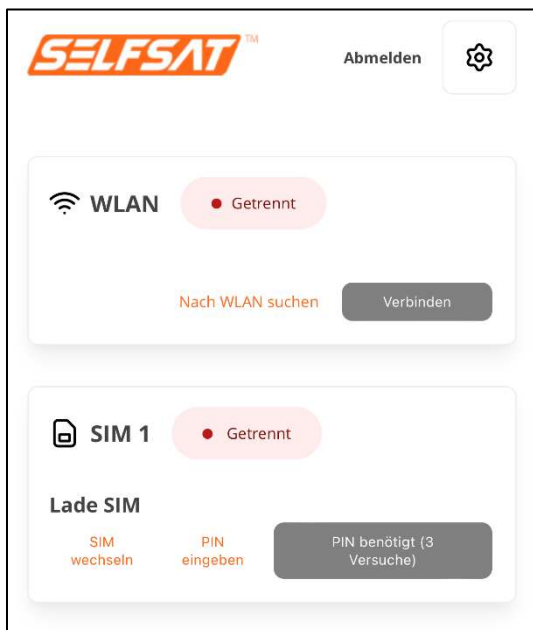 SELFSAT™
Abmelden
WLAN
Getrennt
Nach WLAN suchen
Verbinden
SIM 1
Getrennt
Lade SIM
SIM
wechseln
PIN
eingeben
PIN benötigt (3
Versuche)